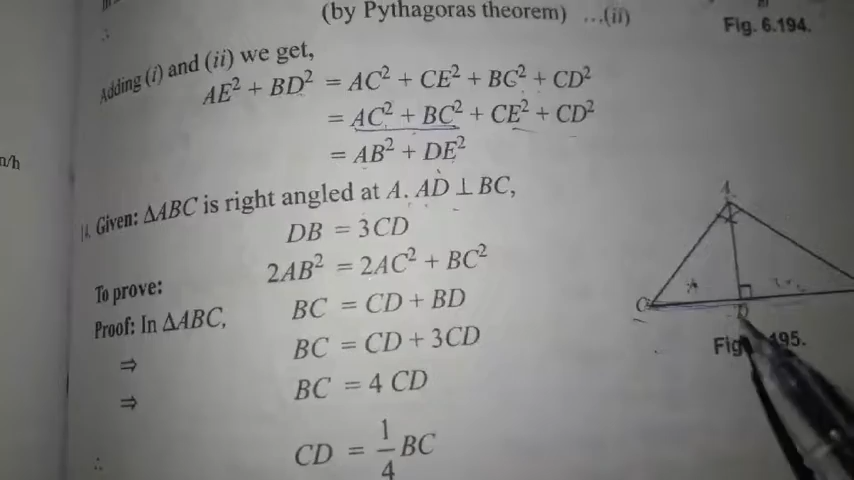 (by Pythagoras theorem) ...(ii)
Fig. 6.194.
Adding (i) and (ii) we get,
AE² + BD² = AC² + CE² + BC² + CD²
= AC² + BC² + CE² + CD²
= AB² + DE²
n/h
14. Given: ΔABC is right angled at A. AD ⊥ BC,
DB = 3CD
To prove: 2AB² = 2AC² + BC²
Proof: In ΔABC, BC = CD + BD
⇒ BC = CD + 3CD
⇒ BC = 4 CD
∴ CD = 1/4 BC
A
C
D
Fig 195.